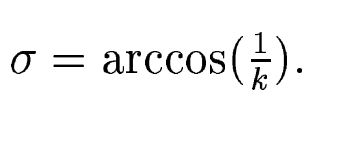 σ = arccos(1/k).